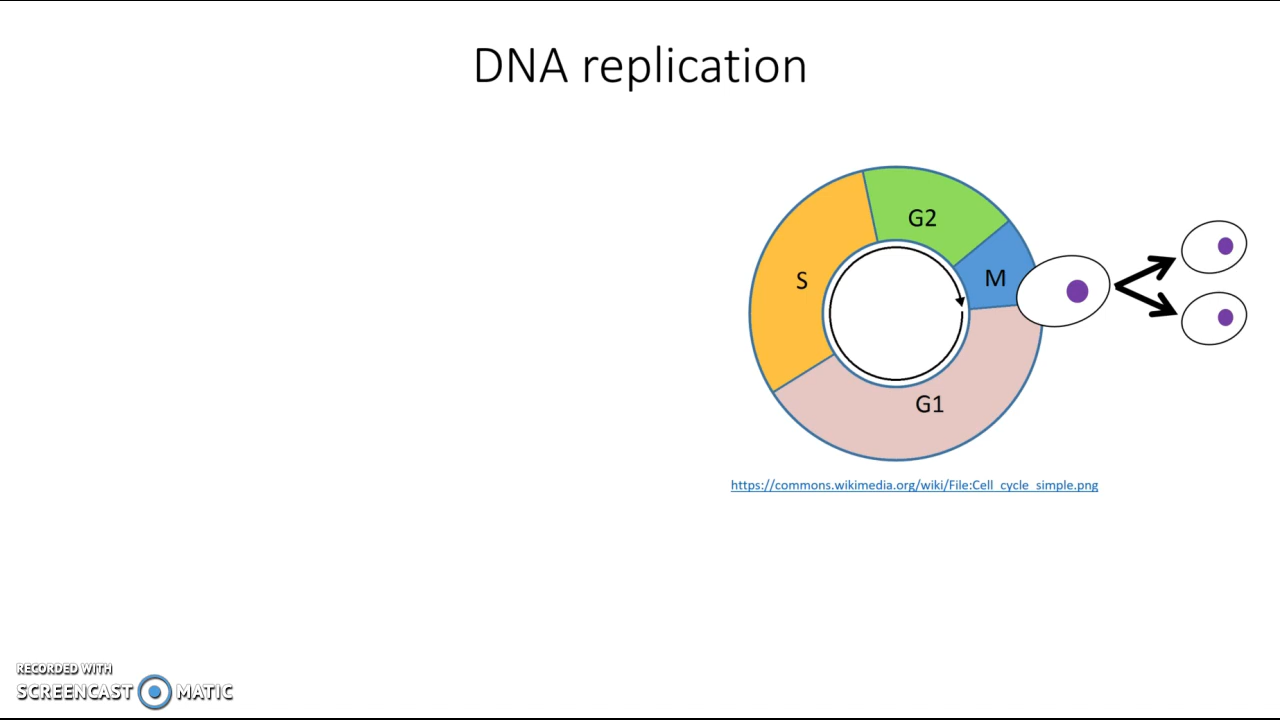 DNA replication
G2
S
M
G1
https://commons.wikimedia.org/wiki/File:Cell_cycle_simple.png
RECORDED WITH
SCREENCAST MATIC